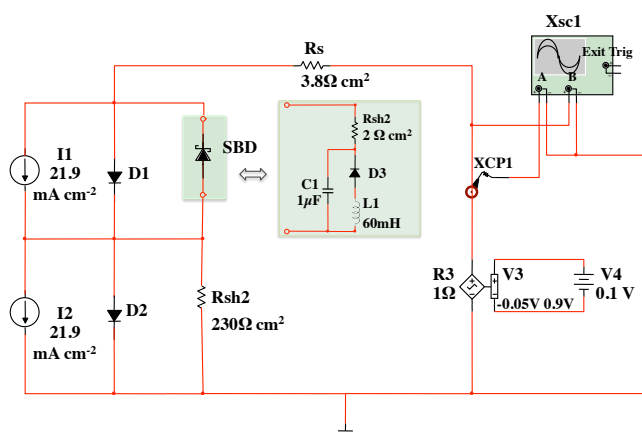 Xsc1
Exit Trig
A
B
Rs
3.8Ω cm²
I1
21.9
mA cm⁻²
D1
SBD
Rsh2
2 Ω cm²
C1
1μF
D3
L1
60mH
XCP1
I2
21.9
mA cm⁻²
D2
Rsh2
230Ω cm²
R3
1Ω
V3
-0.05V 0.9V
V4
0.1 V